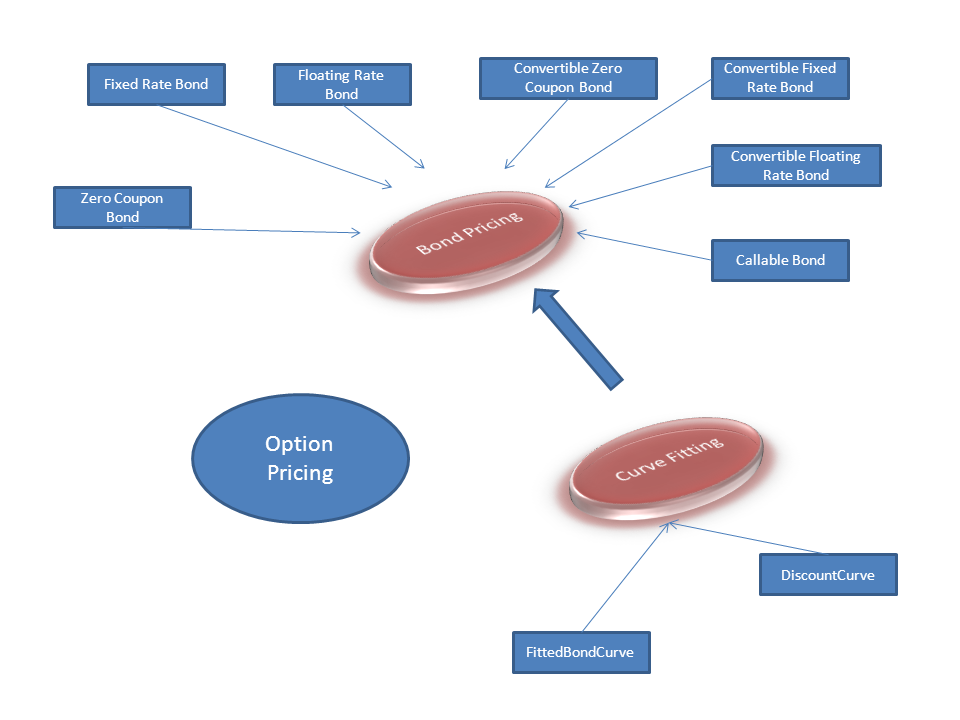 Fixed Rate Bond
Floating Rate
Bond
Convertible Zero
Coupon Bond
Convertible Fixed
Rate Bond
Convertible Floating
Rate Bond
Zero Coupon
Bond
Bond Pricing
Callable Bond
Option
Pricing
Curve Fitting
DiscountCurve
FittedBondCurve